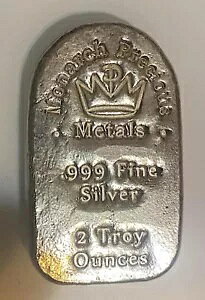 Monarch Precious
Metals
.999 Fine
Silver
2 Troy
Ounces